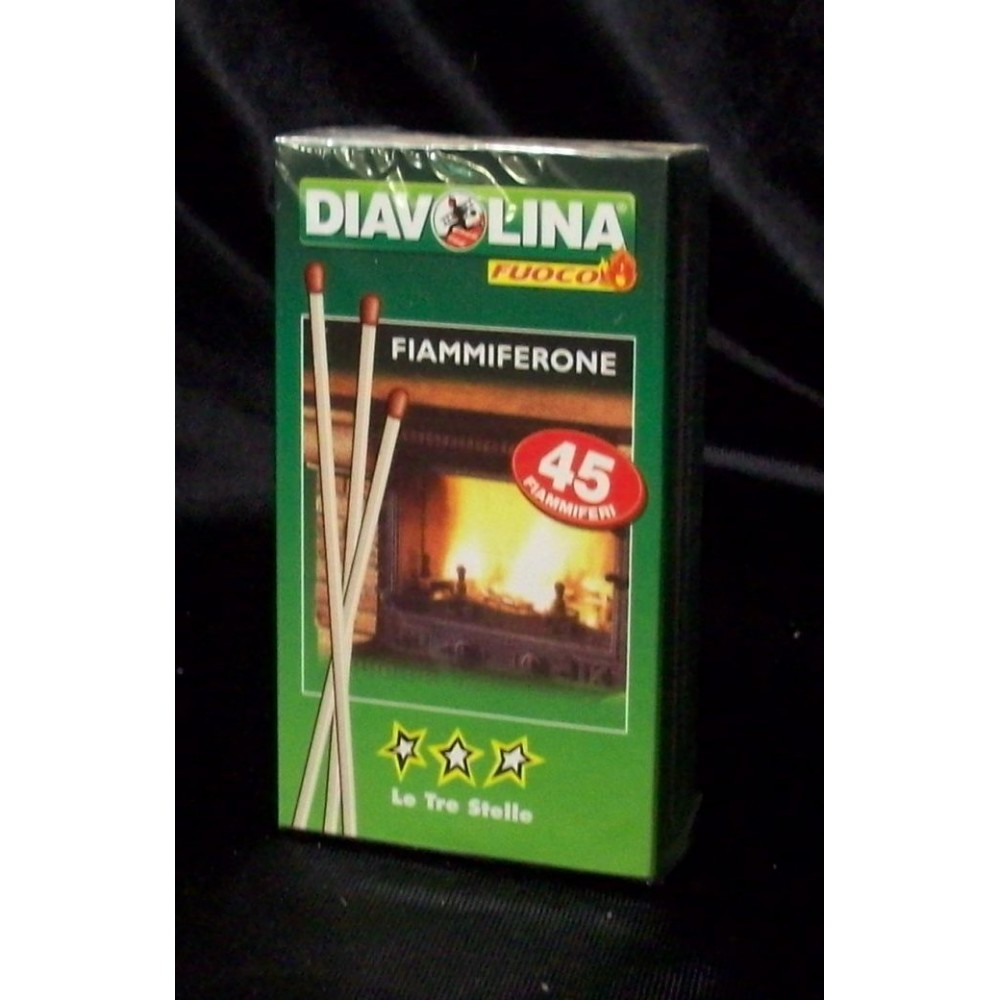 DIAVOLINA®
FUOCO
FIAMMIFERONE
45
FIAMMIFERI
Le Tre Stelle